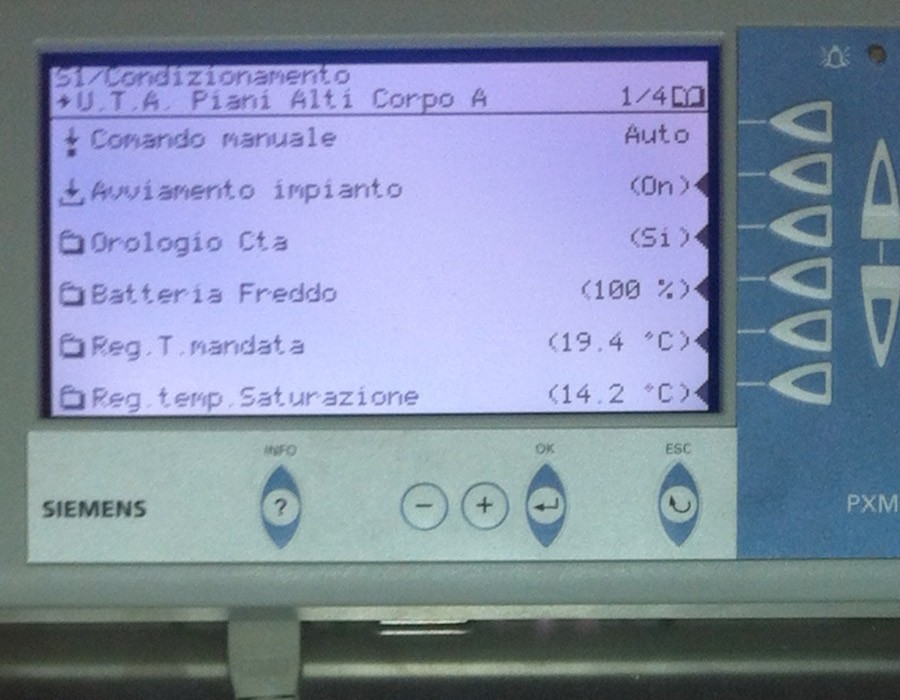 S1/Condizionamento
U.T.A. Piani Alti Corpo A 1/4
Comando manuale Auto
Avviamento impianto (On)
Orologio Cta (Si)
Batteria Freddo (100 %)
Reg.T.mandata (19.4 °C)
Reg.temp.Saturazione (14.2 °C)
INFO OK ESC
SIEMENS ? − + PXM